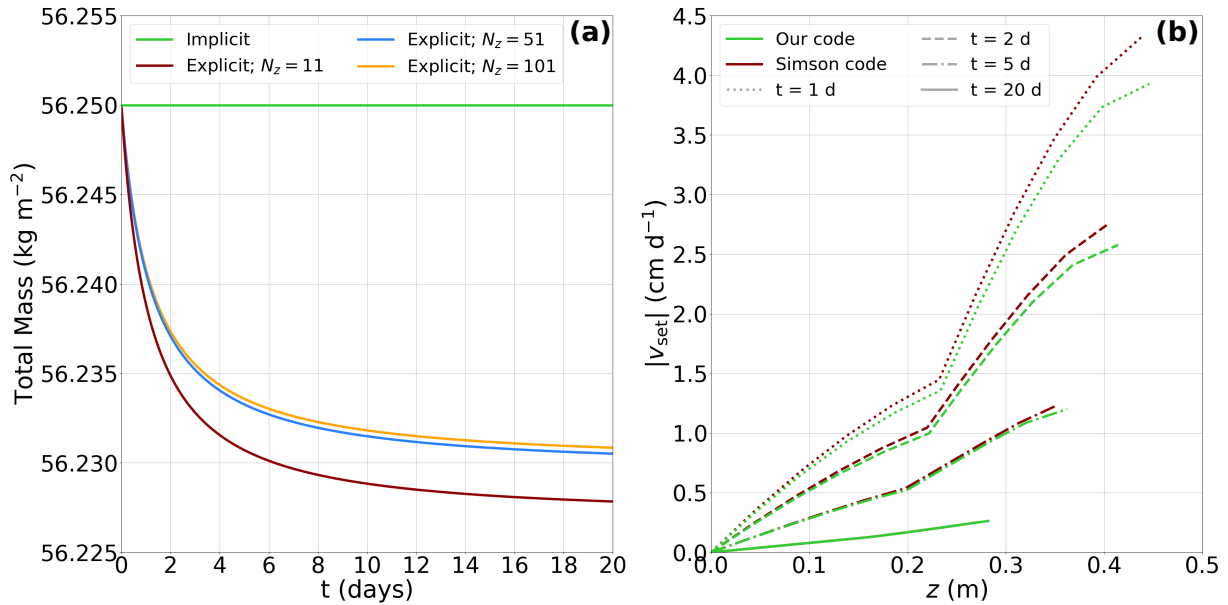 (a)
Implicit
Explicit; N_z = 11
Explicit; N_z = 51
Explicit; N_z = 101
56.255
56.250
56.245
56.240
56.235
56.230
56.225
Total Mass (kg m⁻²)
0 2 4 6 8 10 12 14 16 18 20
t (days)
(b)
Our code
Simson code
t = 1 d
t = 2 d
t = 5 d
t = 20 d
4.5
4.0
3.5
3.0
2.5
2.0
1.5
1.0
0.5
0.0
|v_set| (cm d⁻¹)
0.0 0.1 0.2 0.3 0.4 0.5
z (m)